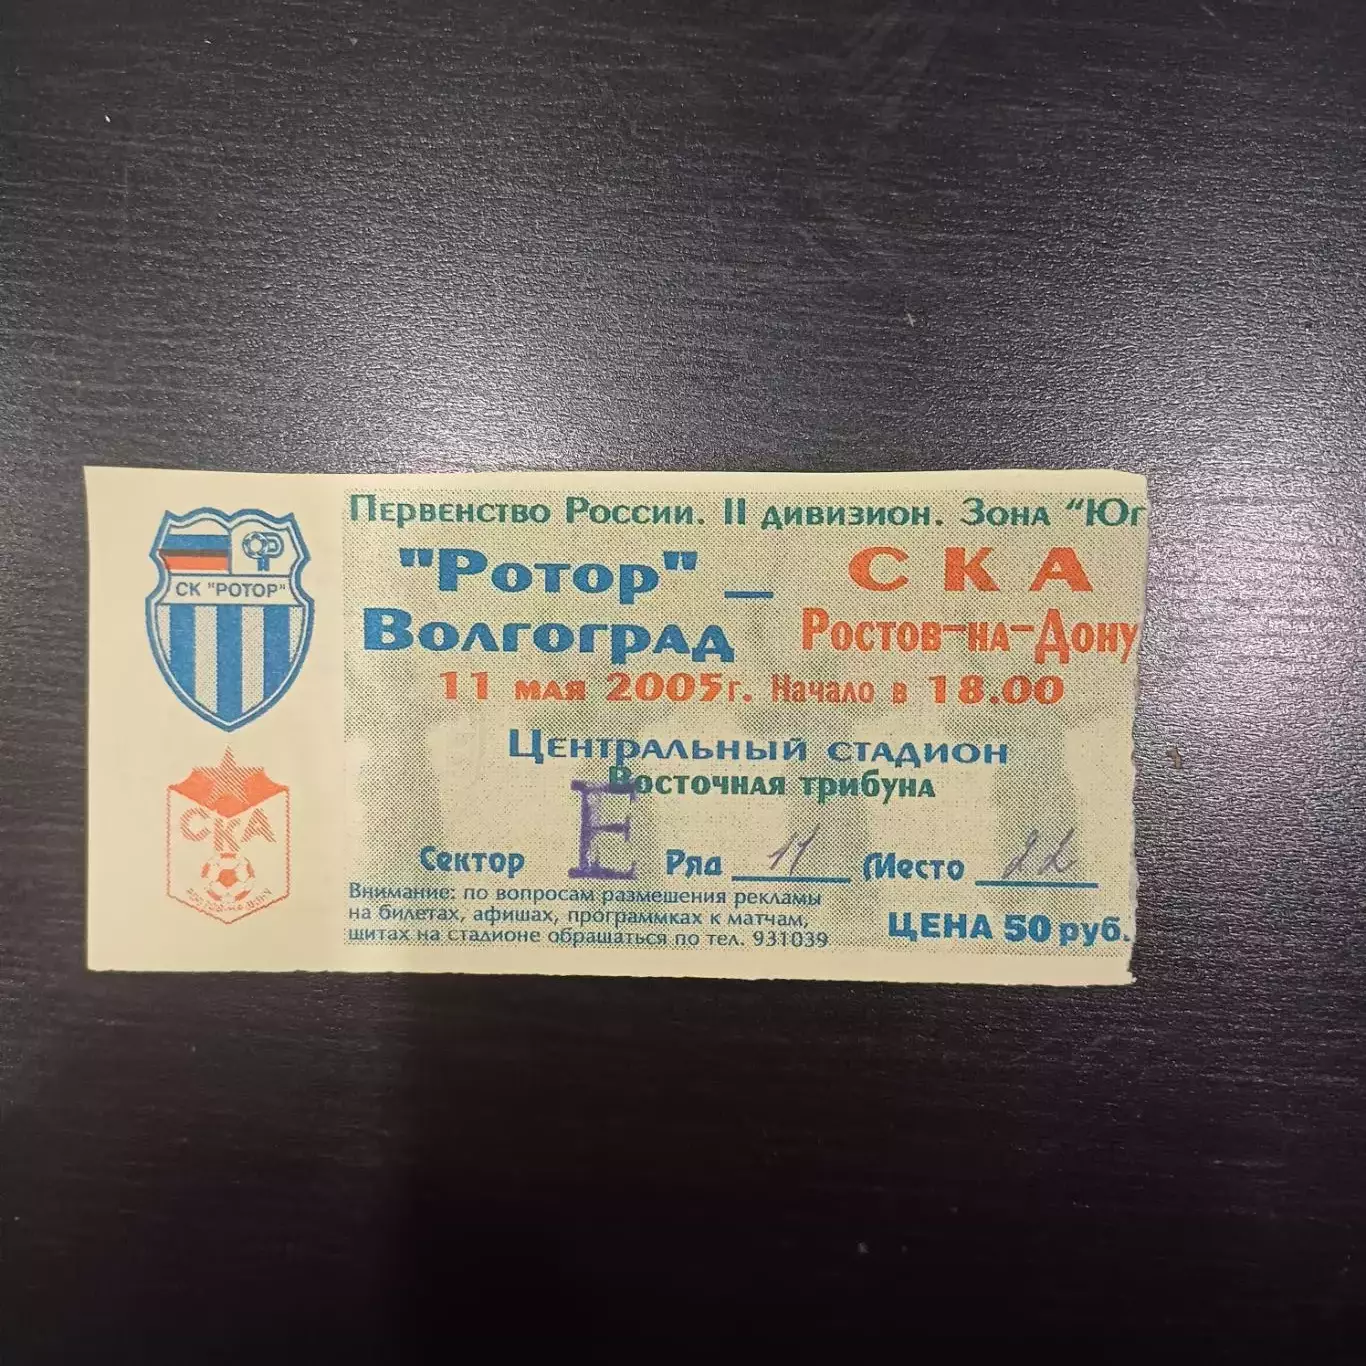 Первенство России. II дивизион. Зона "Юг
"Ротор" _ СКА
Волгоград Ростов-на-Дону
11 мая 2005г. Начало в 18.00
Центральный стадион
Восточная трибуна
Сектор Е Ряд 11 Место 22
Внимание: по вопросам размещения рекламы
на билетах, афишах, программках к матчам,
щитах на стадионе обращаться по тел. 931039
ЦЕНА 50 руб.
СК "РОТОР"
СКА